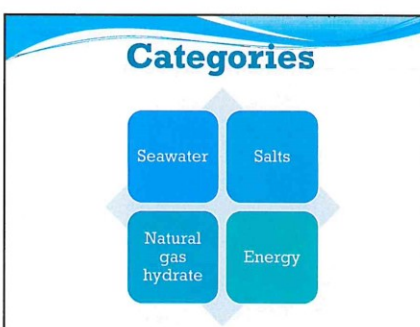 Categories
Seawater
Salts
Natural
gas
hydrate
Energy